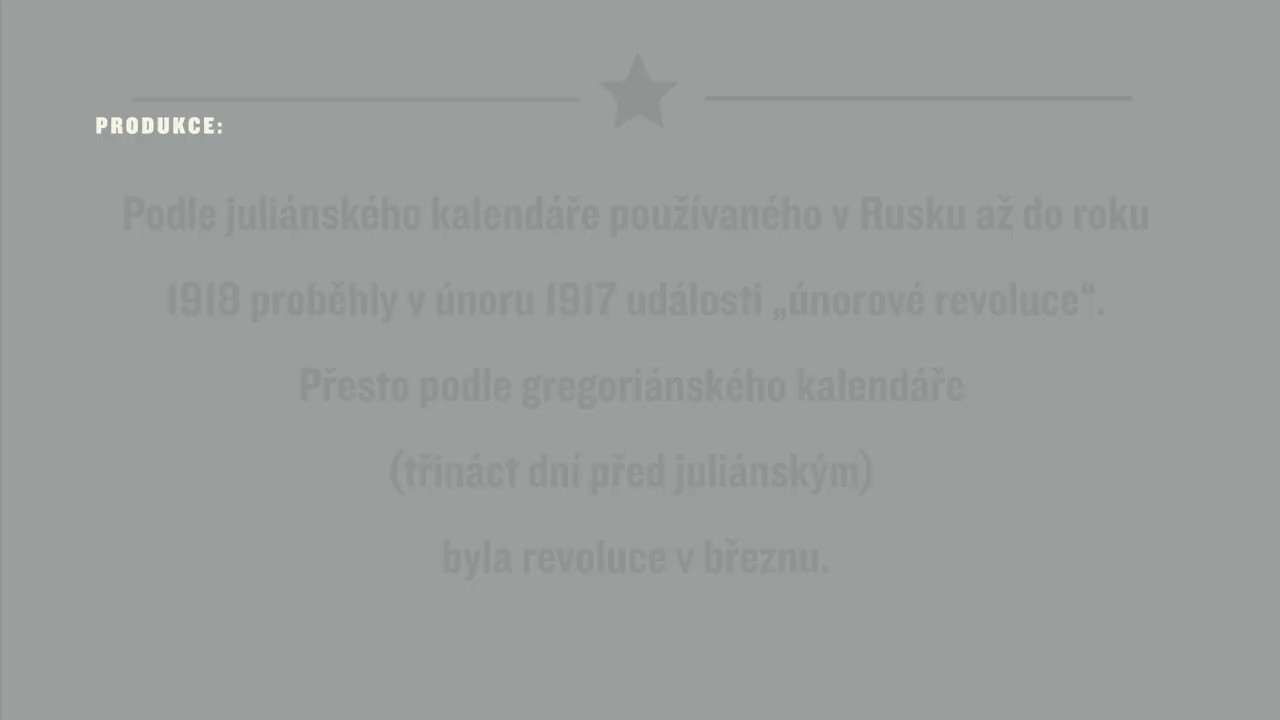 PRODUKCE:
Podle juliánského kalendáře používaného v Rusku až do roku
1918 proběhly v únoru 1917 události „únorové revoluce“.
Přesto podle gregoriánského kalendáře
(třináct dní před juliánským)
byla revoluce v březnu.